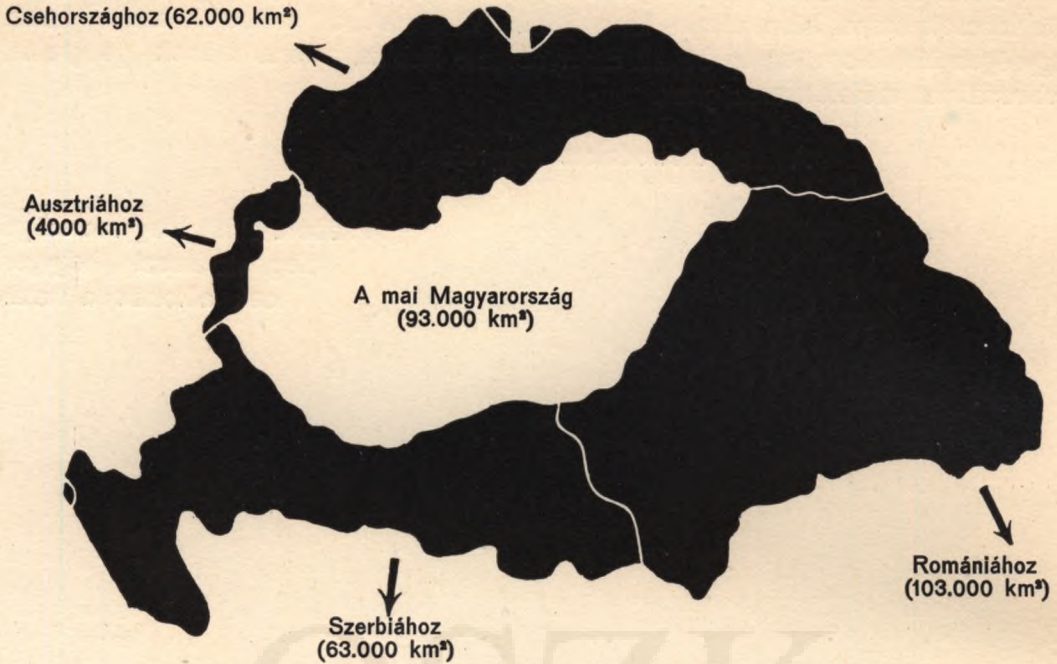 Csehországhoz (62.000 km²)
Ausztriához
(4000 km²)
A mai Magyarország
(93.000 km²)
Romániához
(103.000 km²)
Szerbiához
(63.000 km²)
OSZK